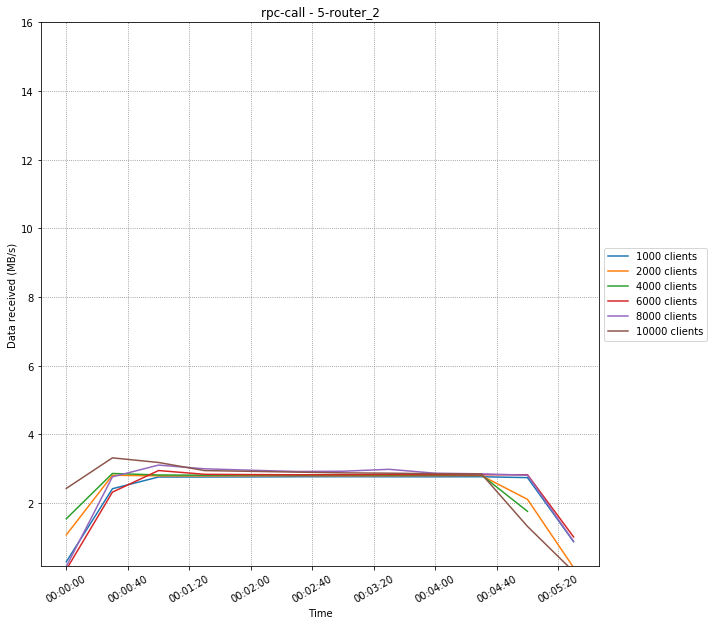 rpc-call - 5-router_2
16
14
12
10
8
6
4
2
Data received (MB/s)
00:00:00
00:00:40
00:01:20
00:02:00
00:02:40
00:03:20
00:04:00
00:04:40
00:05:20
Time
1000 clients
2000 clients
4000 clients
6000 clients
8000 clients
10000 clients